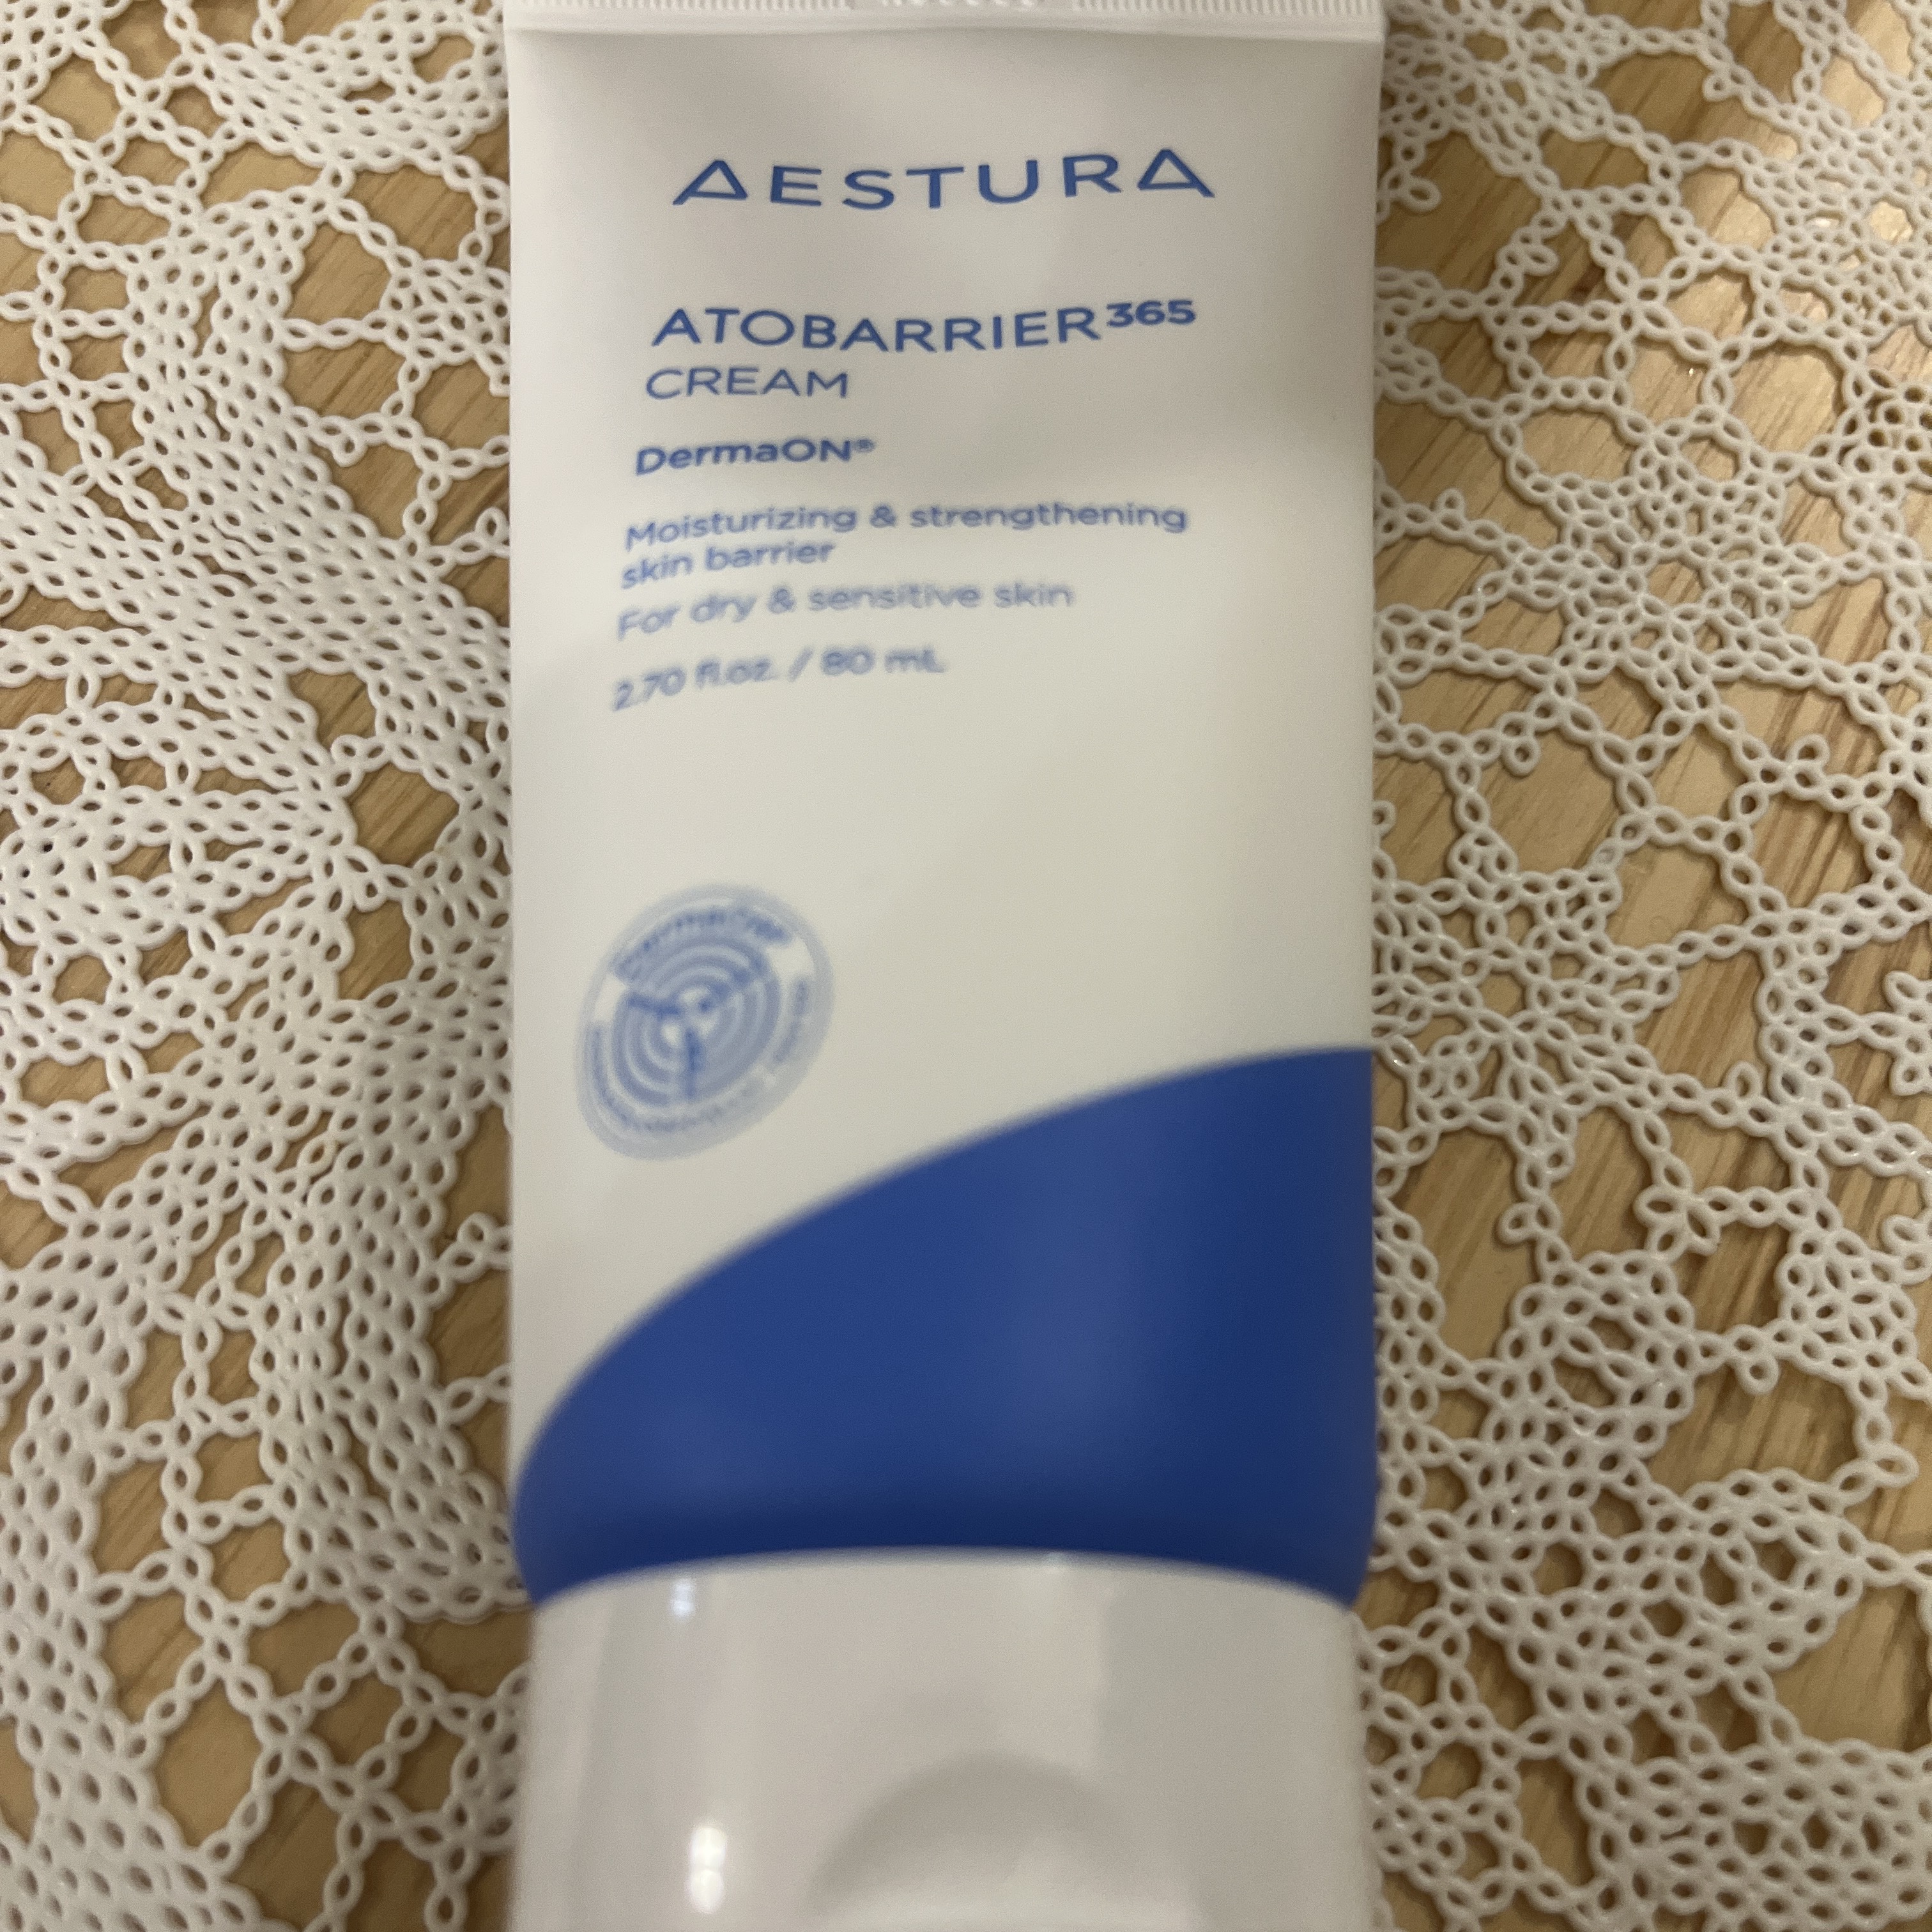 AESTURA
ATOBARRIER365
CREAM
DermaON®
Moisturizing & strengthening
skin barrier
For dry & sensitive skin
2.70 fl.oz. / 80 mL